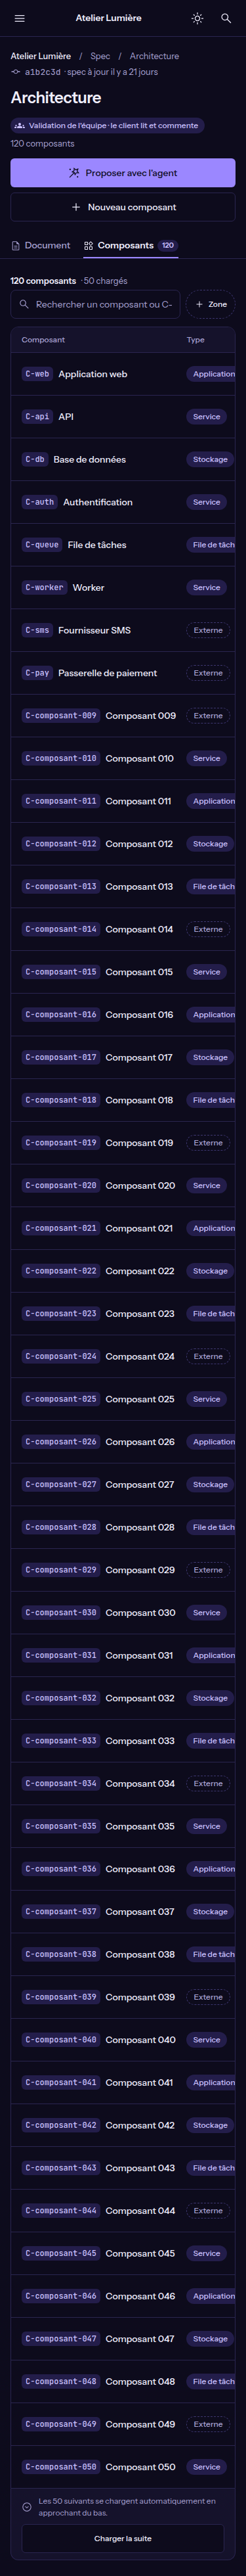 Atelier Lumière
Atelier Lumière / Spec / Architecture
a1b2c3d · spec à jour il y a 21 jours
Architecture
Validation de l'équipe · le client lit et commente
120 composants
Proposer avec l'agent
Nouveau composant
Document Composants 120
120 composants · 50 chargés
Rechercher un composant ou C- Zone
Composant Type
C-web Application web Application
C-api API Service
C-db Base de données Stockage
C-auth Authentification Service
C-queue File de tâches File de tâch
C-worker Worker Service
C-sms Fournisseur SMS Externe
C-pay Passerelle de paiement Externe
C-composant-009 Composant 009 Externe
C-composant-010 Composant 010 Service
C-composant-011 Composant 011 Application
C-composant-012 Composant 012 Stockage
C-composant-013 Composant 013 File de tâch
C-composant-014 Composant 014 Externe
C-composant-015 Composant 015 Service
C-composant-016 Composant 016 Application
C-composant-017 Composant 017 Stockage
C-composant-018 Composant 018 File de tâch
C-composant-019 Composant 019 Externe
C-composant-020 Composant 020 Service
C-composant-021 Composant 021 Application
C-composant-022 Composant 022 Stockage
C-composant-023 Composant 023 File de tâch
C-composant-024 Composant 024 Externe
C-composant-025 Composant 025 Service
C-composant-026 Composant 026 Application
C-composant-027 Composant 027 Stockage
C-composant-028 Composant 028 File de tâch
C-composant-029 Composant 029 Externe
C-composant-030 Composant 030 Service
C-composant-031 Composant 031 Application
C-composant-032 Composant 032 Stockage
C-composant-033 Composant 033 File de tâch
C-composant-034 Composant 034 Externe
C-composant-035 Composant 035 Service
C-composant-036 Composant 036 Application
C-composant-037 Composant 037 Stockage
C-composant-038 Composant 038 File de tâch
C-composant-039 Composant 039 Externe
C-composant-040 Composant 040 Service
C-composant-041 Composant 041 Application
C-composant-042 Composant 042 Stockage
C-composant-043 Composant 043 File de tâch
C-composant-044 Composant 044 Externe
C-composant-045 Composant 045 Service
C-composant-046 Composant 046 Application
C-composant-047 Composant 047 Stockage
C-composant-048 Composant 048 File de tâch
C-composant-049 Composant 049 Externe
C-composant-050 Composant 050 Service
Les 50 suivants se chargent automatiquement en
approchant du bas.
Charger la suite